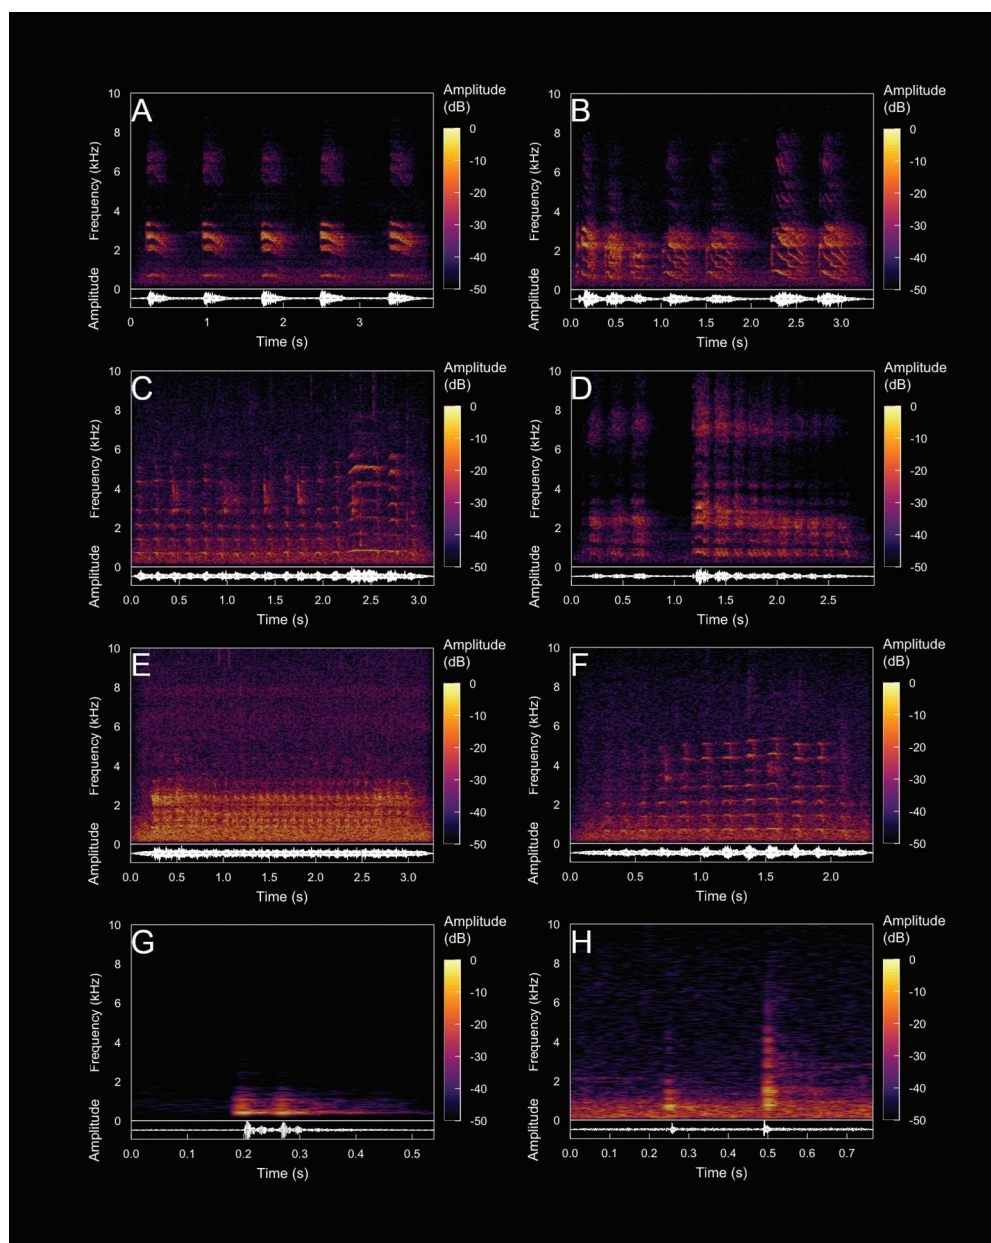 A
Amplitude
(dB)
10
8
6
4
2
0
Frequency (kHz)
Amplitude
0
-10
-20
-30
-40
-50
0 1 2 3
Time (s)
B
Amplitude
(dB)
10
8
6
4
2
0
Frequency (kHz)
Amplitude
0
-10
-20
-30
-40
-50
0.0 0.5 1.0 1.5 2.0 2.5 3.0
Time (s)
C
Amplitude
(dB)
10
8
6
4
2
0
Frequency (kHz)
Amplitude
0
-10
-20
-30
-40
-50
0.0 0.5 1.0 1.5 2.0 2.5 3.0
Time (s)
D
Amplitude
(dB)
10
8
6
4
2
0
Frequency (kHz)
Amplitude
0
-10
-20
-30
-40
-50
0.0 0.5 1.0 1.5 2.0 2.5
Time (s)
E
Amplitude
(dB)
10
8
6
4
2
0
Frequency (kHz)
Amplitude
0
-10
-20
-30
-40
-50
0.0 0.5 1.0 1.5 2.0 2.5 3.0
Time (s)
F
Amplitude
(dB)
10
8
6
4
2
0
Frequency (kHz)
Amplitude
0
-10
-20
-30
-40
-50
0.0 0.5 1.0 1.5 2.0
Time (s)
G
Amplitude
(dB)
10
8
6
4
2
0
Frequency (kHz)
Amplitude
0
-10
-20
-30
-40
-50
0.0 0.1 0.2 0.3 0.4 0.5
Time (s)
H
Amplitude
(dB)
10
8
6
4
2
0
Frequency (kHz)
Amplitude
0
-10
-20
-30
-40
-50
0.0 0.1 0.2 0.3 0.4 0.5 0.6 0.7
Time (s)